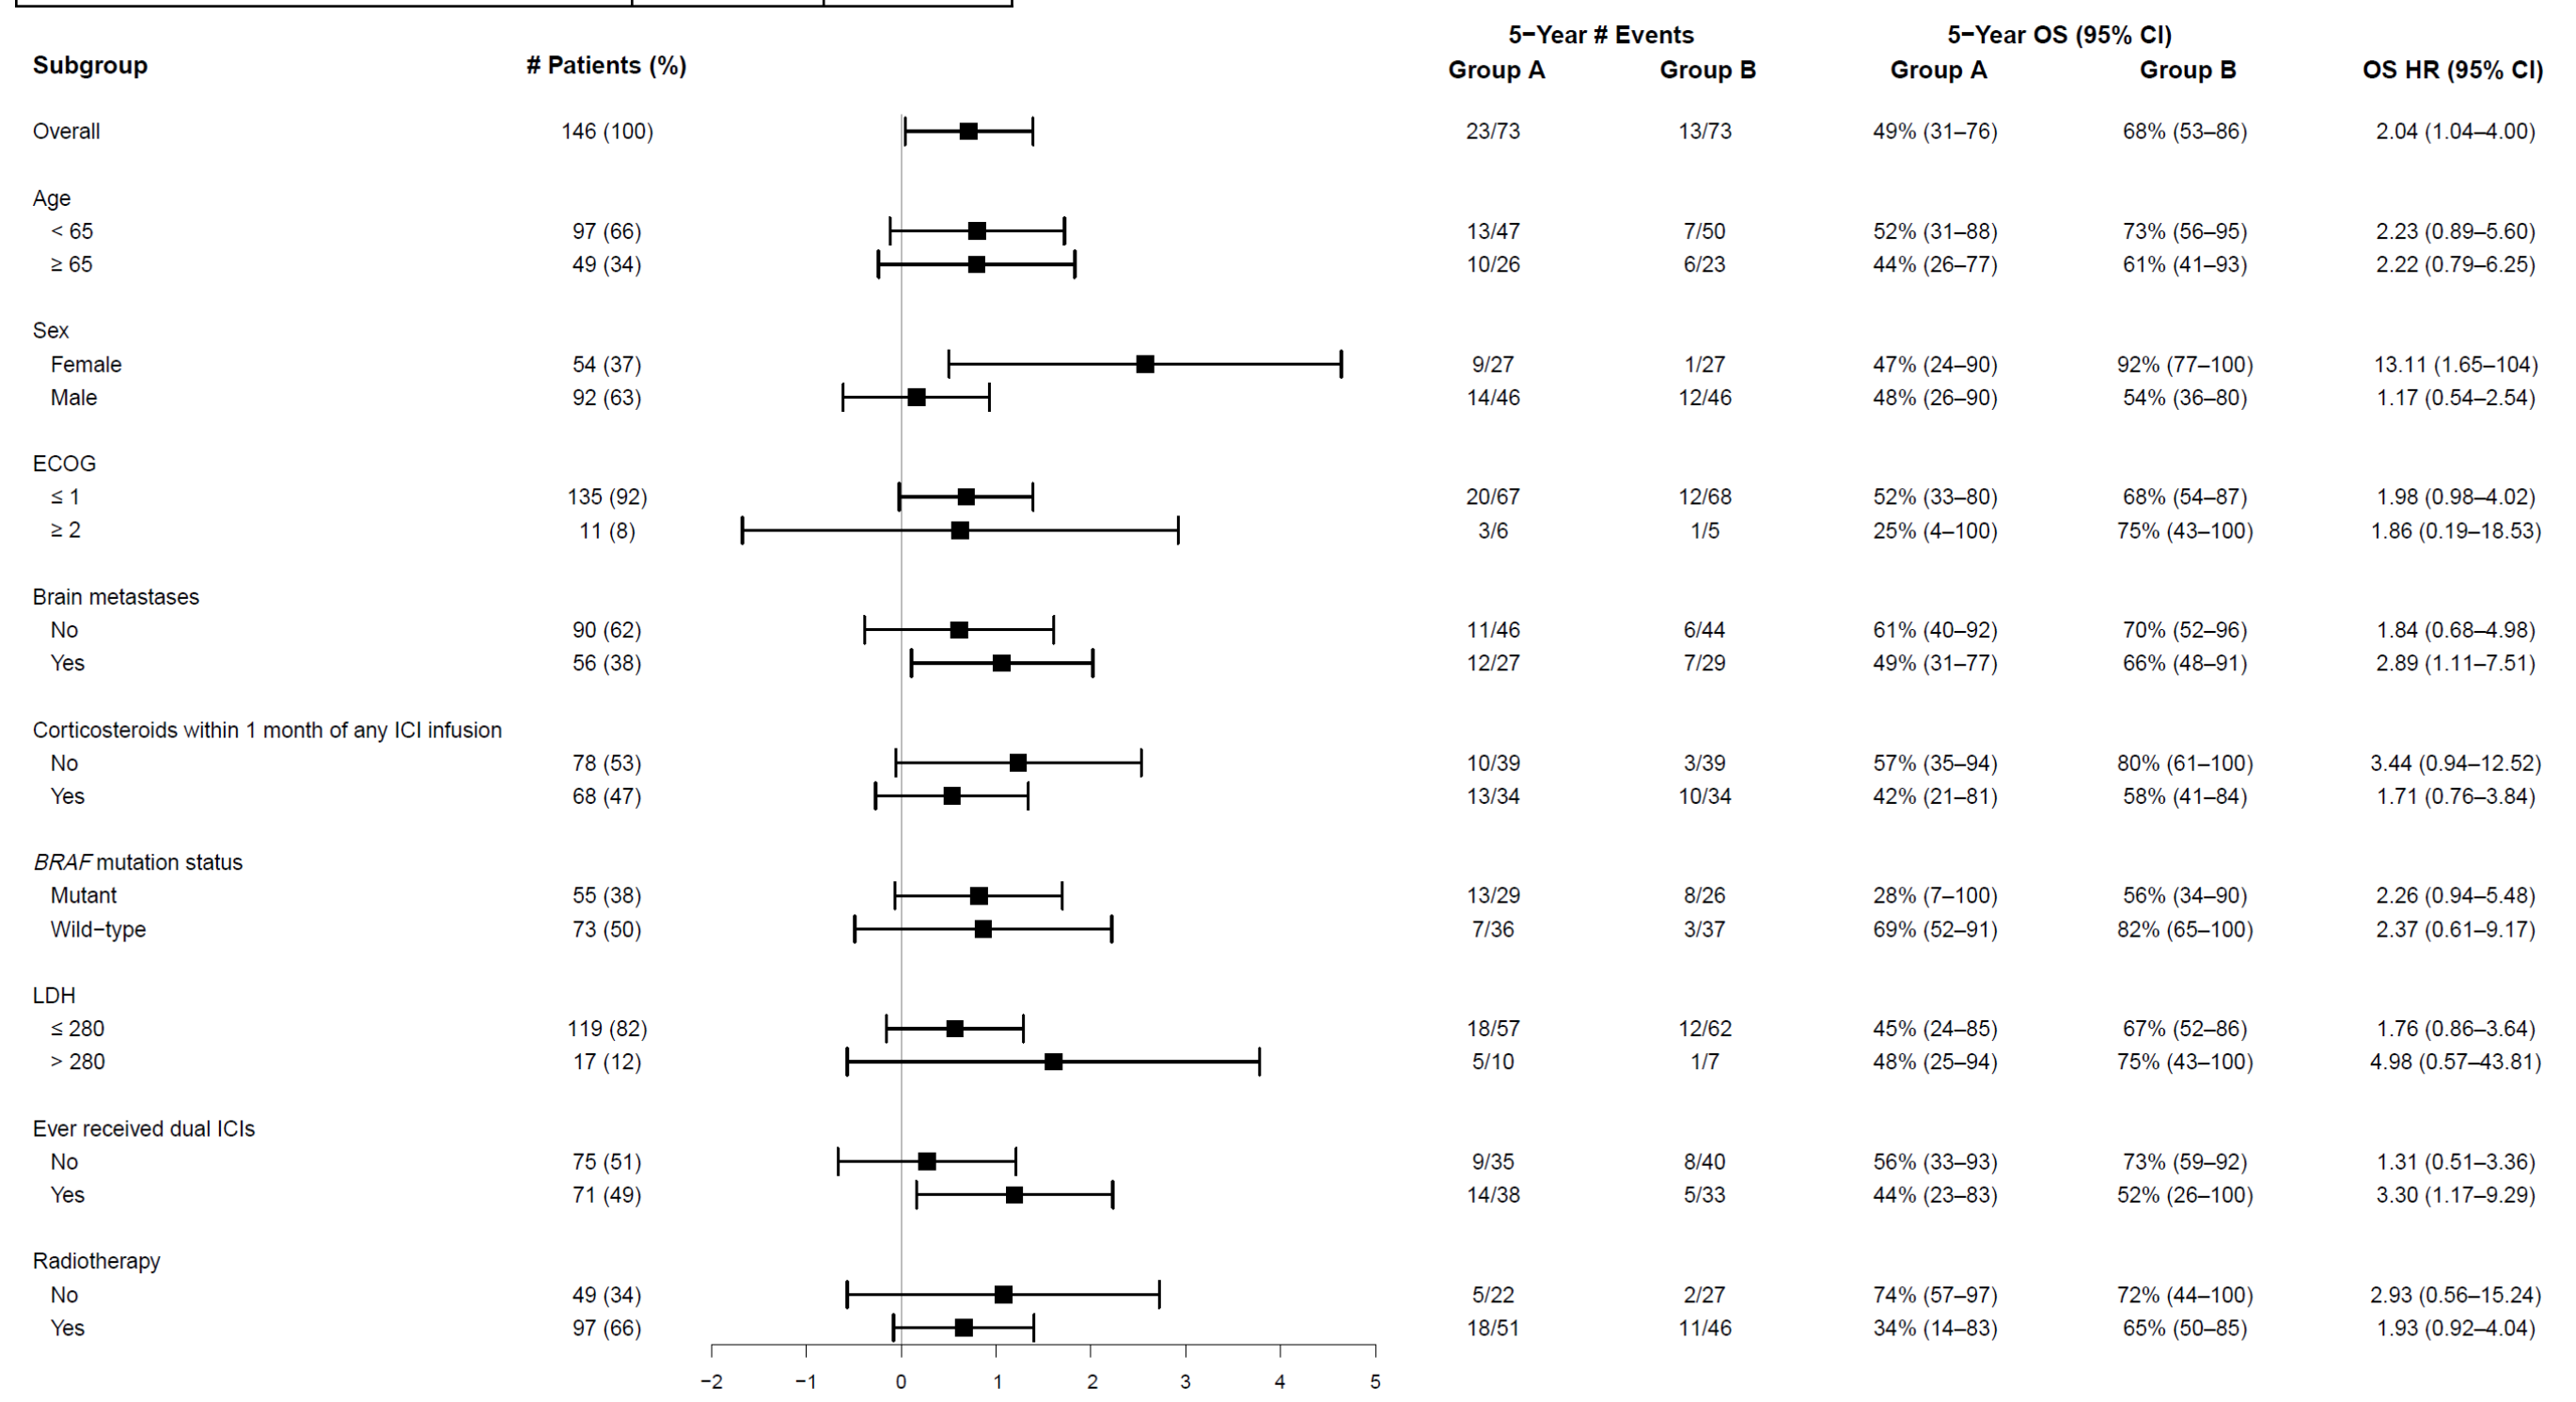 5−Year # Events 5−Year OS (95% CI)
Subgroup # Patients (%) Group A Group B Group A Group B OS HR (95% CI)
Overall 146 (100) 23/73 13/73 49% (31–76) 68% (53–86) 2.04 (1.04–4.00)
Age
< 65 97 (66) 13/47 7/50 52% (31–88) 73% (56–95) 2.23 (0.89–5.60)
≥ 65 49 (34) 10/26 6/23 44% (26–77) 61% (41–93) 2.22 (0.79–6.25)
Sex
Female 54 (37) 9/27 1/27 47% (24–90) 92% (77–100) 13.11 (1.65–104)
Male 92 (63) 14/46 12/46 48% (26–90) 54% (36–80) 1.17 (0.54–2.54)
ECOG
≤ 1 135 (92) 20/67 12/68 52% (33–80) 68% (54–87) 1.98 (0.98–4.02)
≥ 2 11 (8) 3/6 1/5 25% (4–100) 75% (43–100) 1.86 (0.19–18.53)
Brain metastases
No 90 (62) 11/46 6/44 61% (40–92) 70% (52–96) 1.84 (0.68–4.98)
Yes 56 (38) 12/27 7/29 49% (31–77) 66% (48–91) 2.89 (1.11–7.51)
Corticosteroids within 1 month of any ICI infusion
No 78 (53) 10/39 3/39 57% (35–94) 80% (61–100) 3.44 (0.94–12.52)
Yes 68 (47) 13/34 10/34 42% (21–81) 58% (41–84) 1.71 (0.76–3.84)
BRAF mutation status
Mutant 55 (38) 13/29 8/26 28% (7–100) 56% (34–90) 2.26 (0.94–5.48)
Wild−type 73 (50) 7/36 3/37 69% (52–91) 82% (65–100) 2.37 (0.61–9.17)
LDH
≤ 280 119 (82) 18/57 12/62 45% (24–85) 67% (52–86) 1.76 (0.86–3.64)
> 280 17 (12) 5/10 1/7 48% (25–94) 75% (43–100) 4.98 (0.57–43.81)
Ever received dual ICIs
No 75 (51) 9/35 8/40 56% (33–93) 73% (59–92) 1.31 (0.51–3.36)
Yes 71 (49) 14/38 5/33 44% (23–83) 52% (26–100) 3.30 (1.17–9.29)
Radiotherapy
No 49 (34) 5/22 2/27 74% (57–97) 72% (44–100) 2.93 (0.56–15.24)
Yes 97 (66) 18/51 11/46 34% (14–83) 65% (50–85) 1.93 (0.92–4.04)
−2 −1 0 1 2 3 4 5